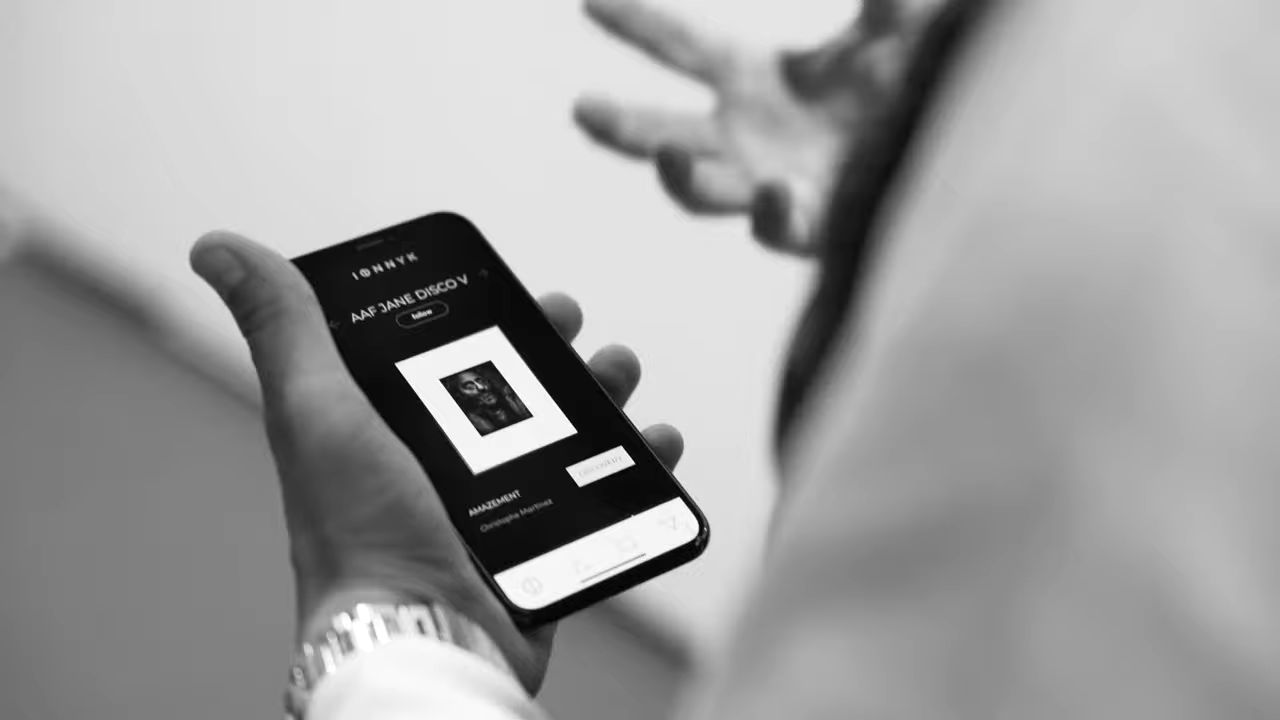 IONNYK
AAF JANE DISCO V
follow
AMAZEMENT
Christophe Martinez